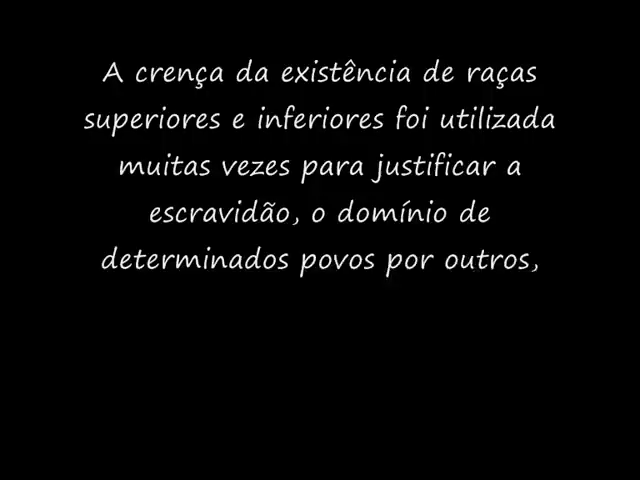 A crença da existência de raças
superiores e inferiores foi utilizada
muitas vezes para justificar a
escravidão, o domínio de
determinados povos por outros,